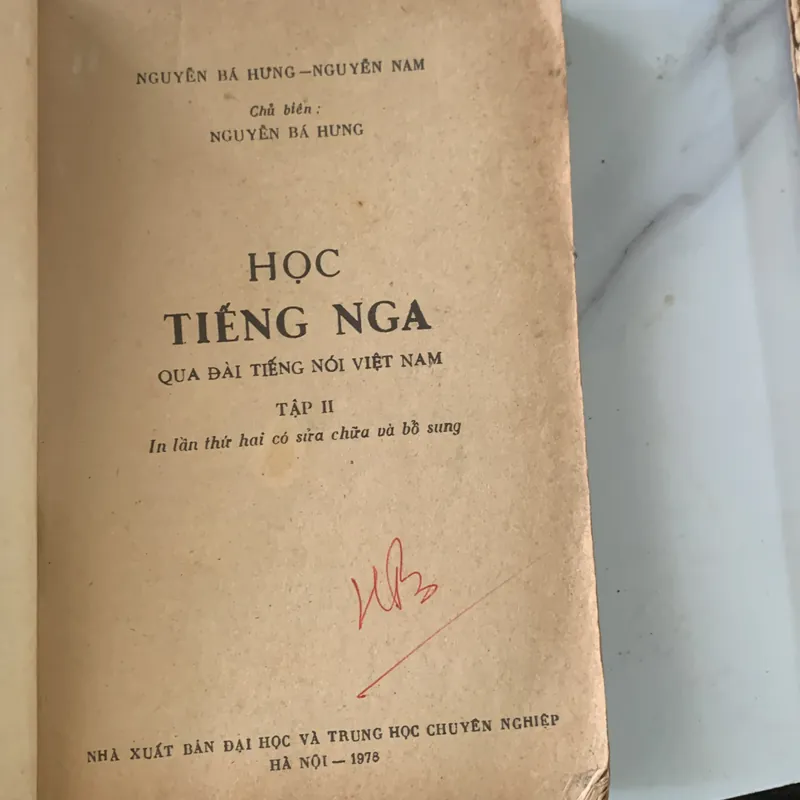 NGUYỄN BÁ HƯNG – NGUYỄN NAM
Chủ biên :
NGUYỄN BÁ HƯNG
HỌC
TIẾNG NGA
QUA ĐÀI TIẾNG NÓI VIỆT NAM
TẬP II
In lần thứ hai có sửa chữa và bổ sung
NHÀ XUẤT BẢN ĐẠI HỌC VÀ TRUNG HỌC CHUYÊN NGHIỆP
HÀ NỘI – 1978